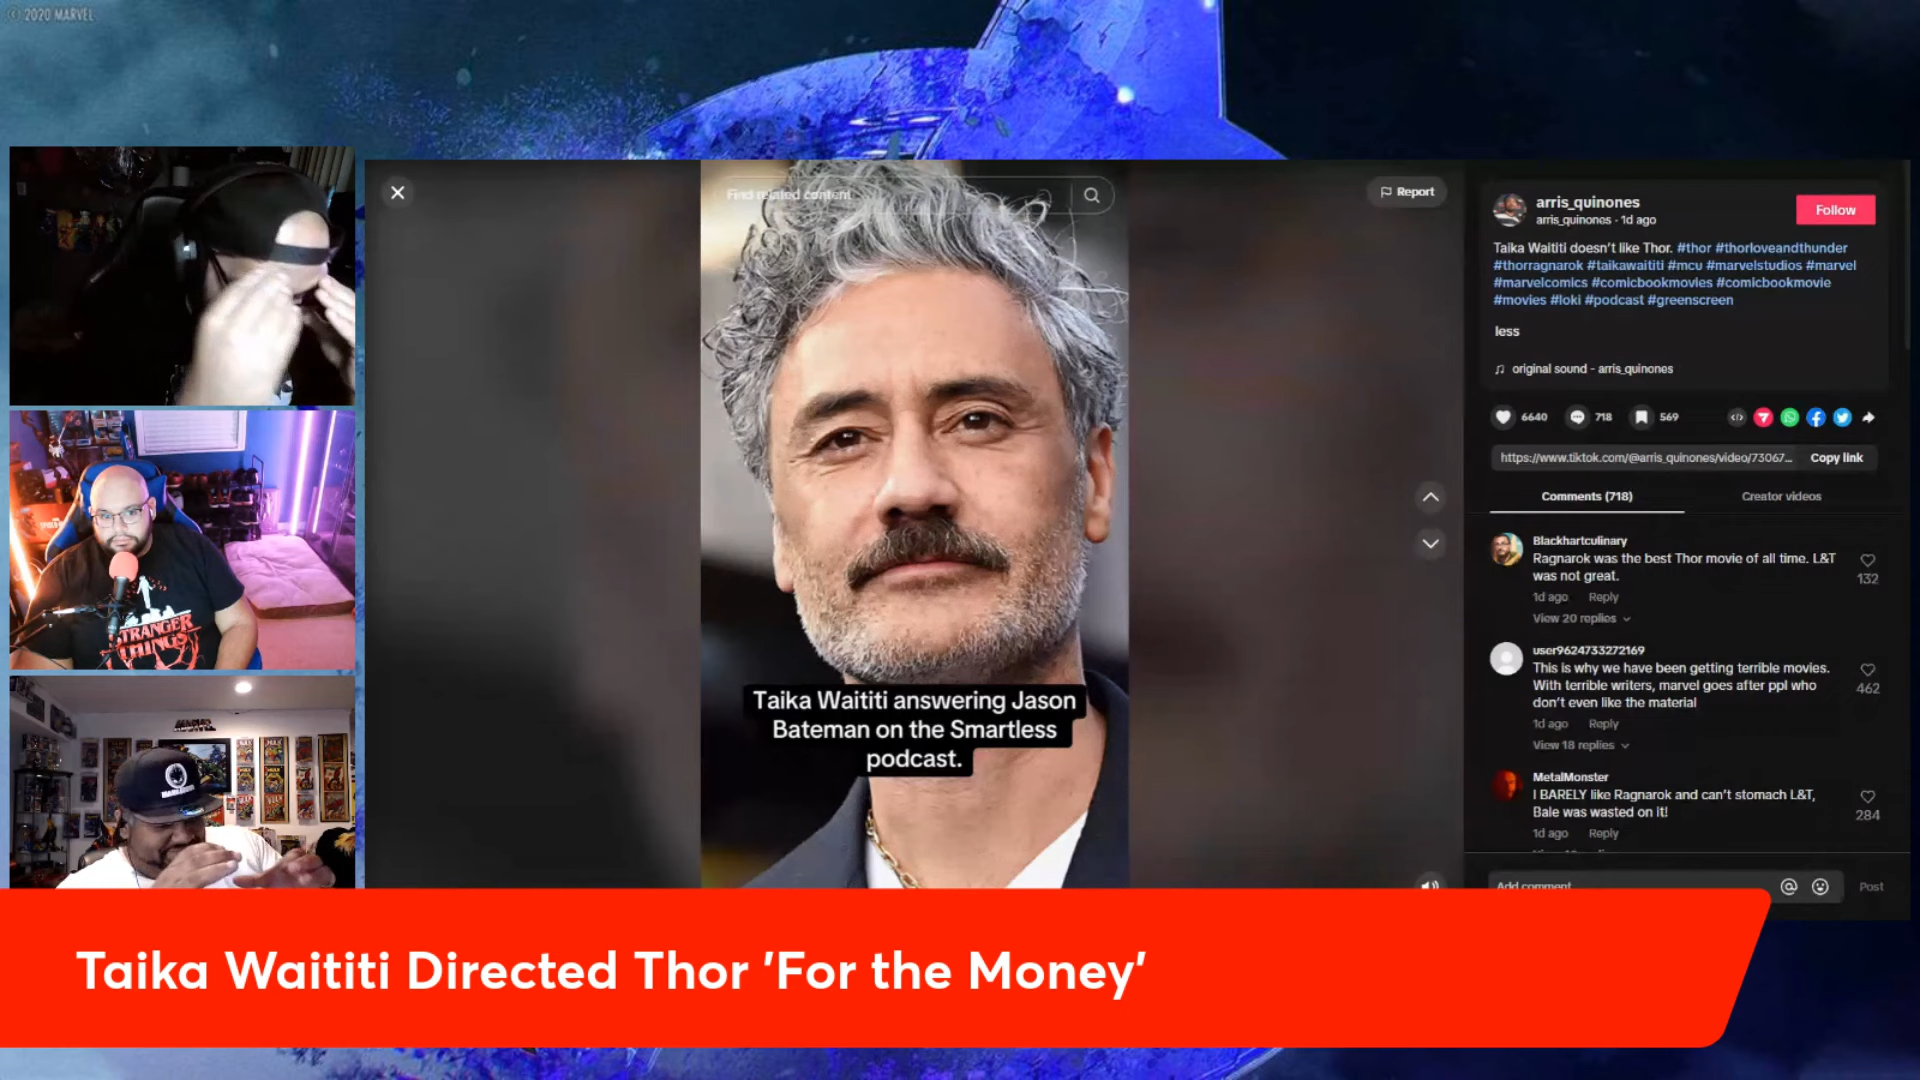 © 2020 MARVEL
Find related content
Report
arris_quinones
arris_quinones · 1d ago
Follow
Taika Waititi doesn't like Thor. #thor #thorloveandthunder
#thorragnarok #taikawaititi #mcu #marvelstudios #marvel
#marvelcomics #comicbookmovies #comicbookmovie
#movies #loki #podcast #greenscreen
less
original sound - arris_quinones
6640
718
569
https://www.tiktok.com/@arris_quinones/video/73067...
Copy link
Comments (718)
Creator videos
Blackhartculinary
Ragnarok was the best Thor movie of all time. L&T
was not great.
132
1d ago Reply
View 20 replies
user9624733272169
This is why we have been getting terrible movies.
With terrible writers, marvel goes after ppl who
don't even like the material
462
1d ago Reply
View 18 replies
MetalMonster
I BARELY like Ragnarok and can't stomach L&T,
Bale was wasted on it!
284
1d ago Reply
Add comment
Post
STRANGER
THINGS
Taika Waititi answering Jason
Bateman on the Smartless
podcast.
Taika Waititi Directed Thor 'For the Money'